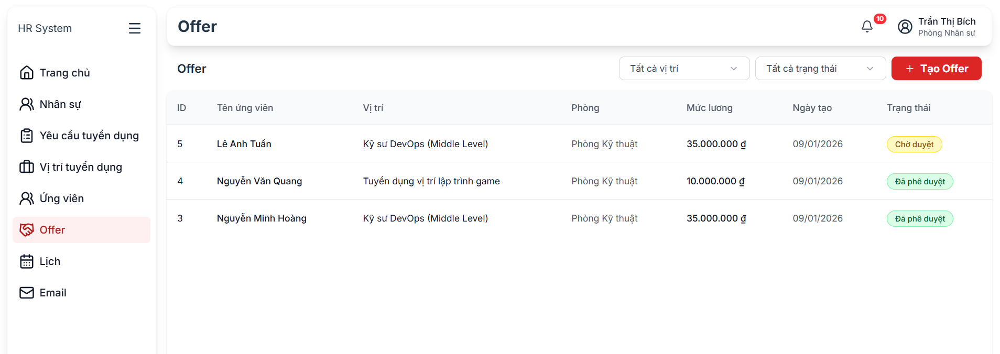 HR System
Trang chủ
Nhân sự
Yêu cầu tuyển dụng
Vị trí tuyển dụng
Ứng viên
Offer
Lịch
Email
Offer
10
Trần Thị Bích
Phòng Nhân sự
Offer
Tất cả vị trí
Tất cả trạng thái
+ Tạo Offer
ID Tên ứng viên Vị trí Phòng Mức lương Ngày tạo Trạng thái
5 Lê Anh Tuấn Kỹ sư DevOps (Middle Level) Phòng Kỹ thuật 35.000.000 ₫ 09/01/2026 Chờ duyệt
4 Nguyễn Văn Quang Tuyển dụng vị trí lập trình game Phòng Kỹ thuật 10.000.000 ₫ 09/01/2026 Đã phê duyệt
3 Nguyễn Minh Hoàng Kỹ sư DevOps (Middle Level) Phòng Kỹ thuật 35.000.000 ₫ 09/01/2026 Đã phê duyệt